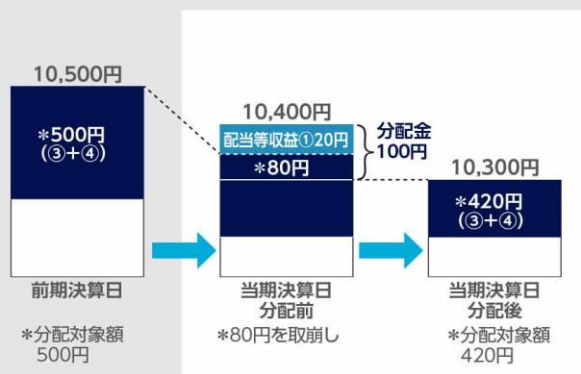 10,500円
*500円
(③+④)
前期決算日
*分配対象額
500円
10,400円
配当等収益①20円
*80円
分配金
100円
当期決算日
分配前
*80円を取崩し
10,300円
*420円
(③+④)
当期決算日
分配後
*分配対象額
420円